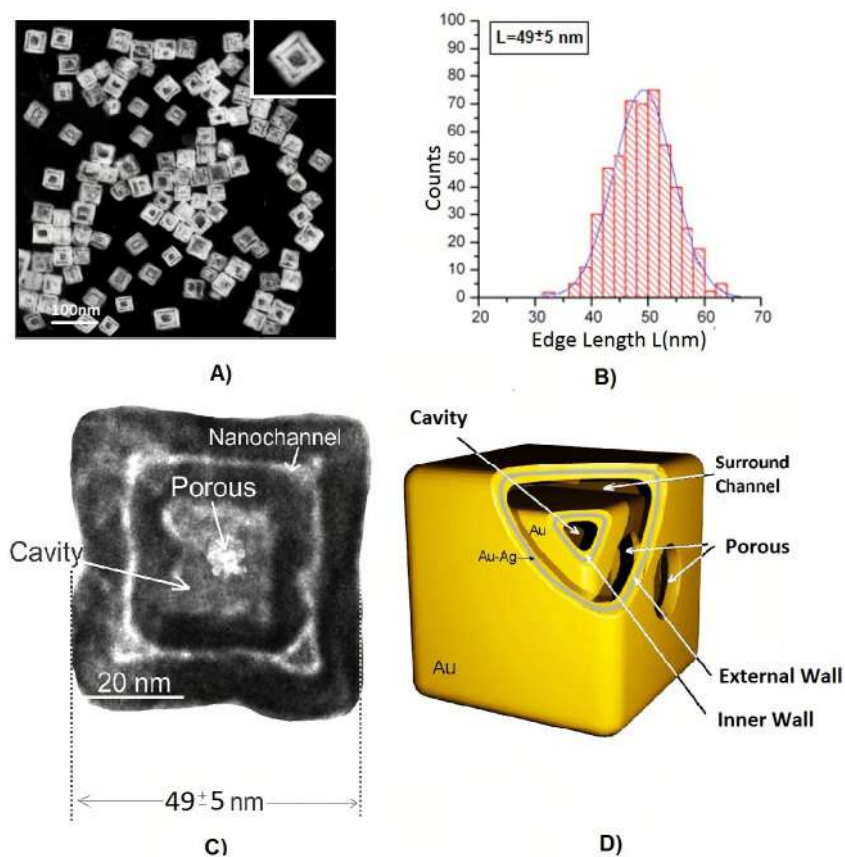 100nm
A)
L=49±5 nm
100
90
80
70
60
50
40
30
20
10
0
Counts
20 30 40 50 60 70
Edge Length L(nm)
B)
Nanochannel
Porous
Cavity
20 nm
49±5 nm
C)
Cavity
Surround
Channel
Au
Au-Ag
Porous
Au
External Wall
Inner Wall
D)